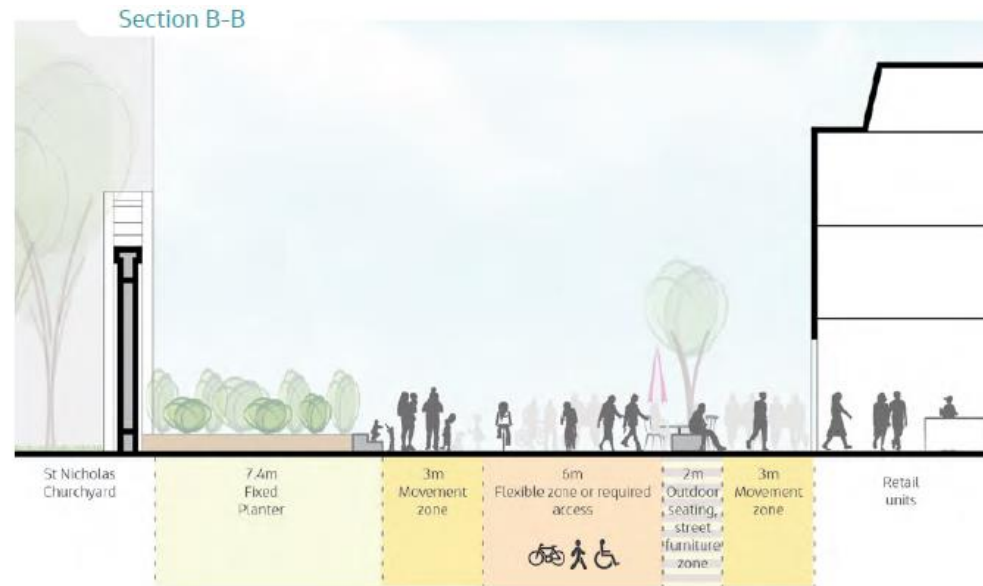 Section B-B
St Nicholas
Churchyard
7.4m
Fixed
Planter
3m
Movement
zone
6m
Flexible zone or required
access
2m
Outdoor
seating,
street
furniture
zone
3m
Movement
zone
Retail
units